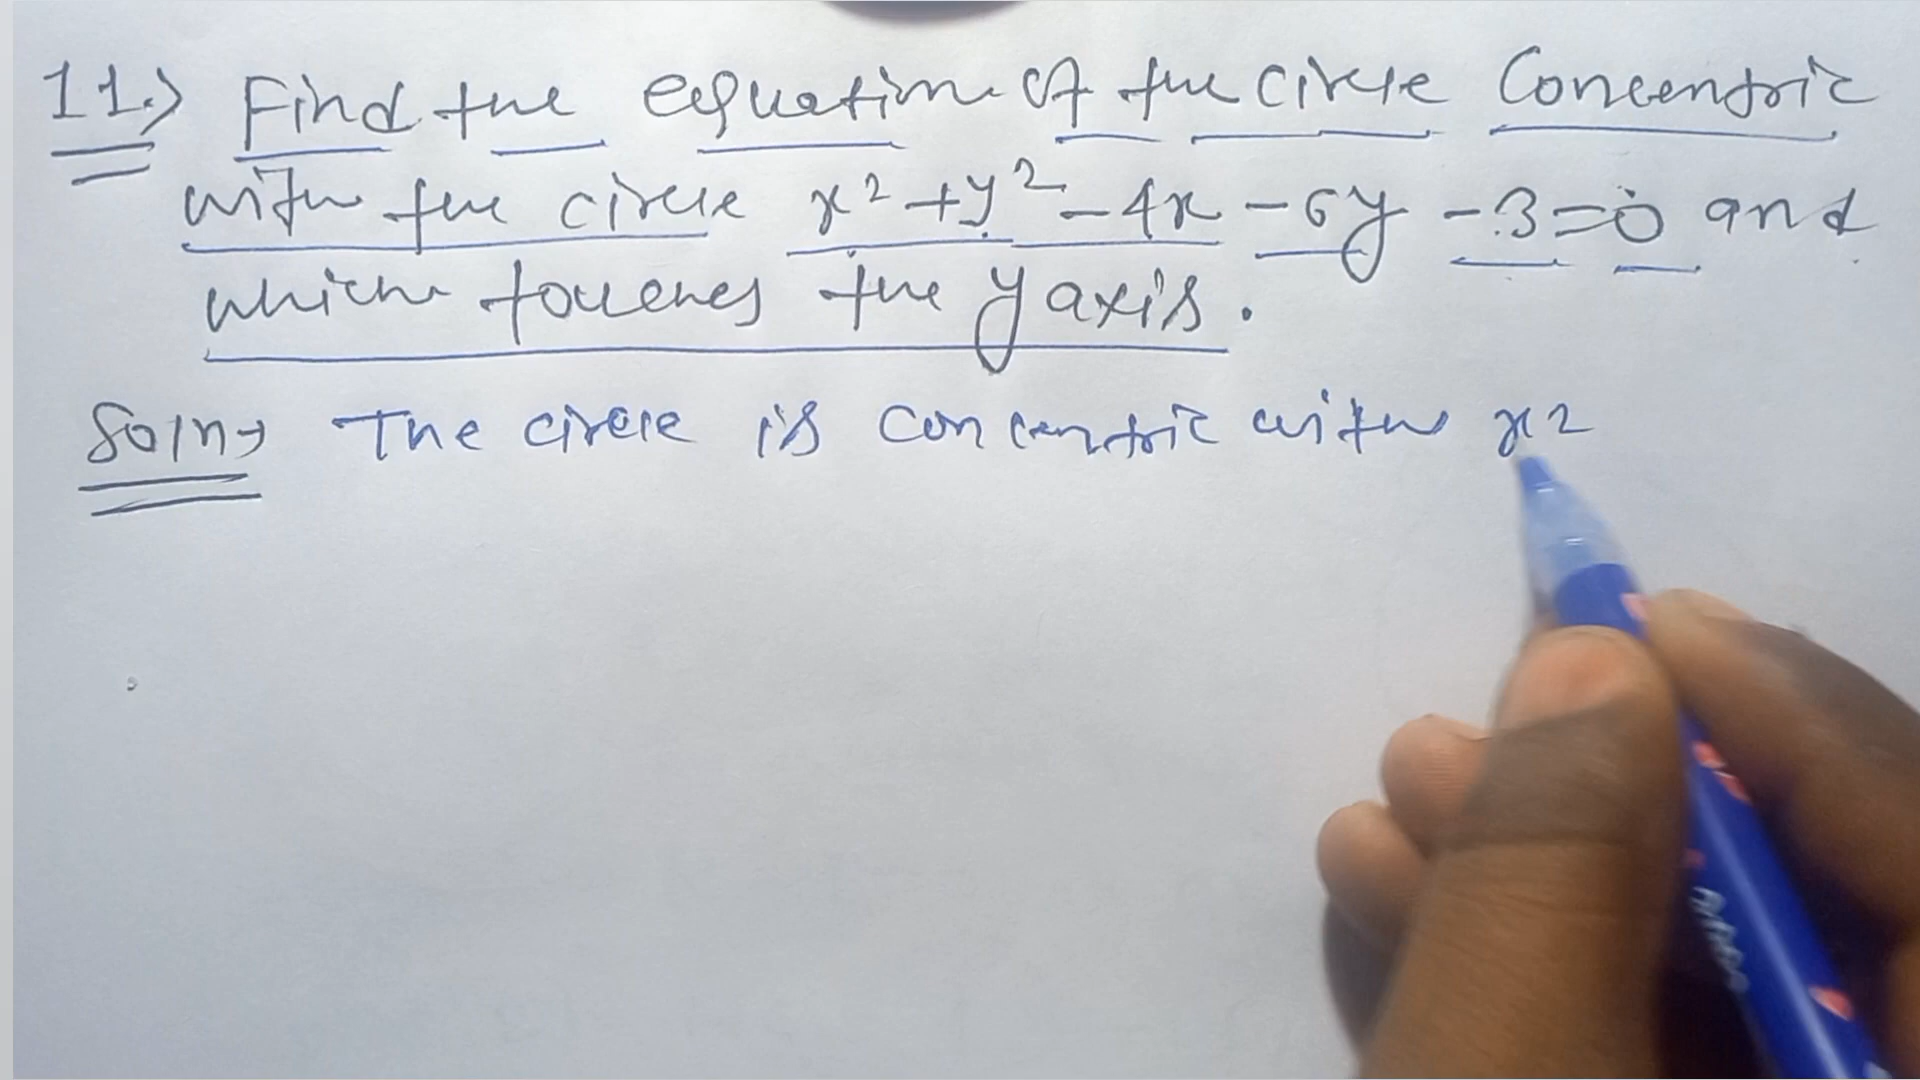 11.) Find the equation of the circle Concentric
with the circle x² + y² - 4x - 6y - 3 = 0 and
which touches the y axis.
Soln→ The circle is concentric with x2